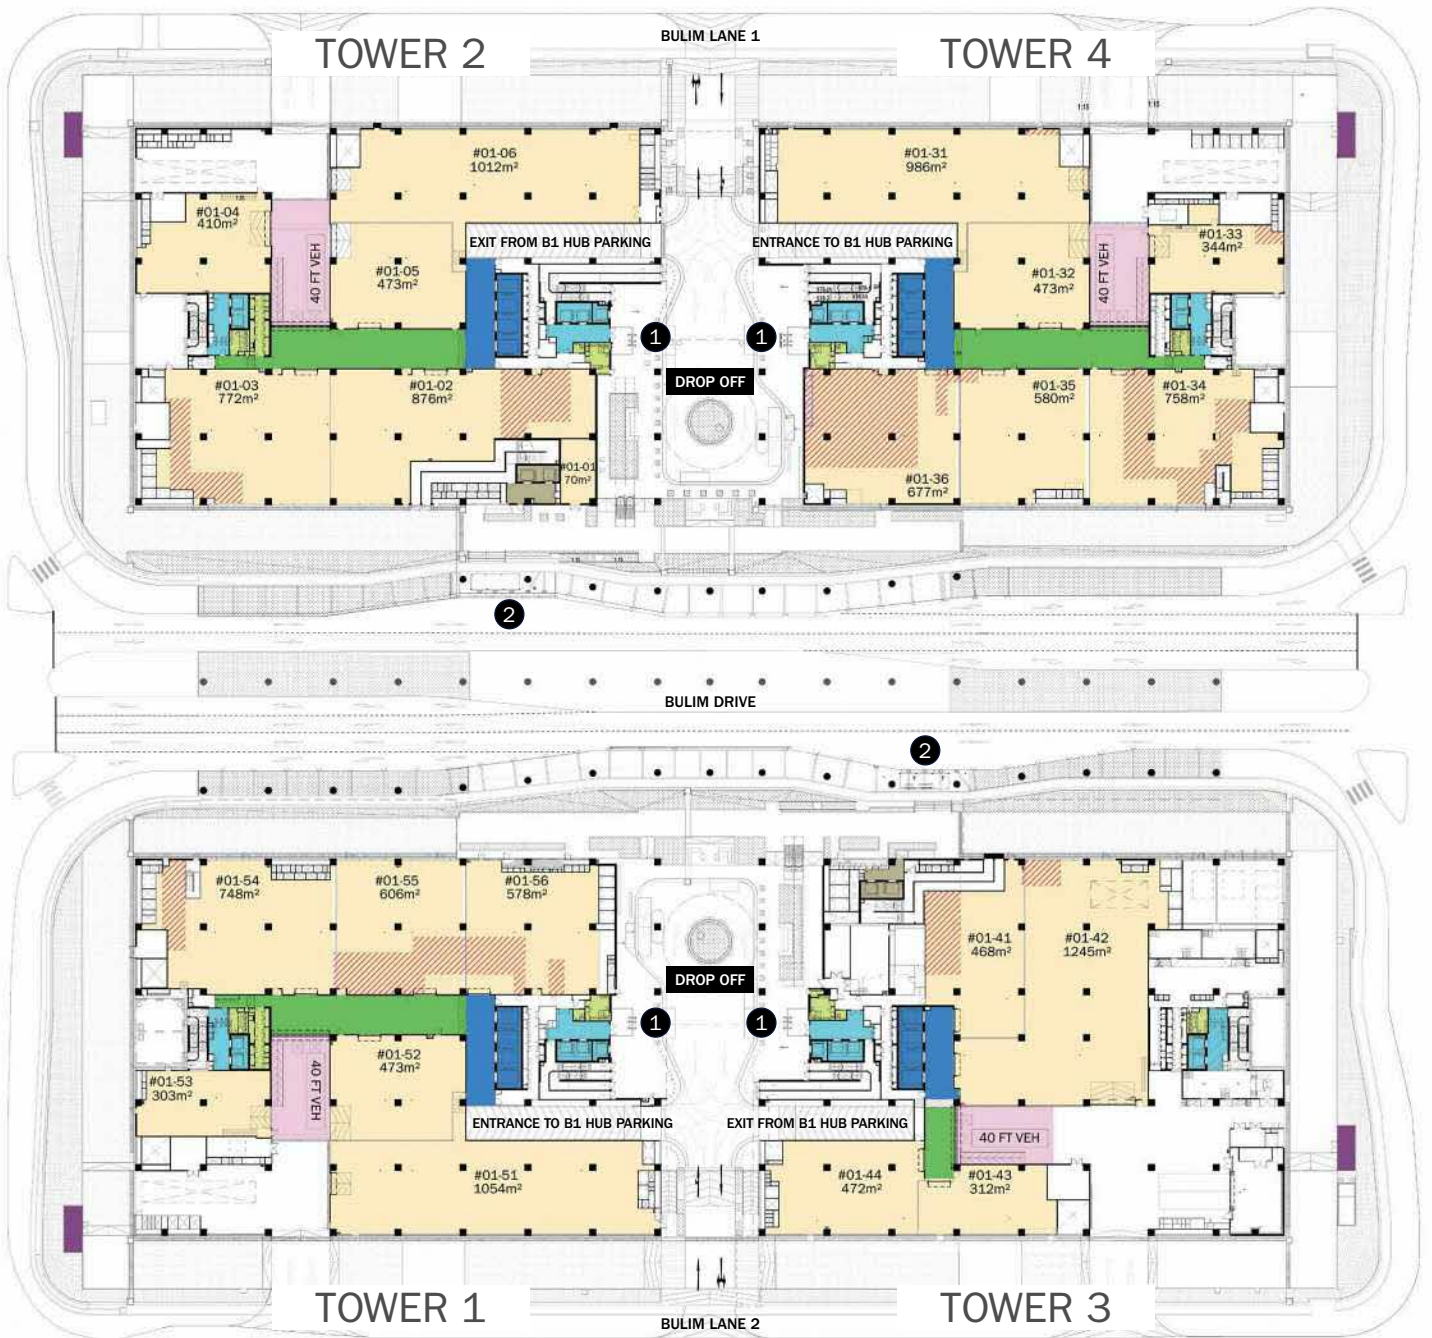 TOWER 2
BULIM LANE 1
TOWER 4
1:15
1:15
#01-06
1012m²
#01-31
986m²
#01-04
410m²
40 FT VEH
#01-05
473m²
EXIT FROM B1 HUB PARKING
ENTRANCE TO B1 HUB PARKING
#01-32
473m²
40 FT VEH
#01-33
344m²
1
1
DROP OFF
#01-03
772m²
#01-02
876m²
#01-01
70m²
#01-36
677m²
#01-35
580m²
#01-34
758m²
2
BULIM DRIVE
2
#01-54
748m²
#01-55
606m²
#01-56
578m²
#01-41
468m²
#01-42
1245m²
DROP OFF
1
1
#01-53
303m²
40 FT VEH
#01-52
473m²
ENTRANCE TO B1 HUB PARKING
EXIT FROM B1 HUB PARKING
40 FT VEH
#01-51
1054m²
#01-44
472m²
#01-43
312m²
TOWER 1
BULIM LANE 2
TOWER 3